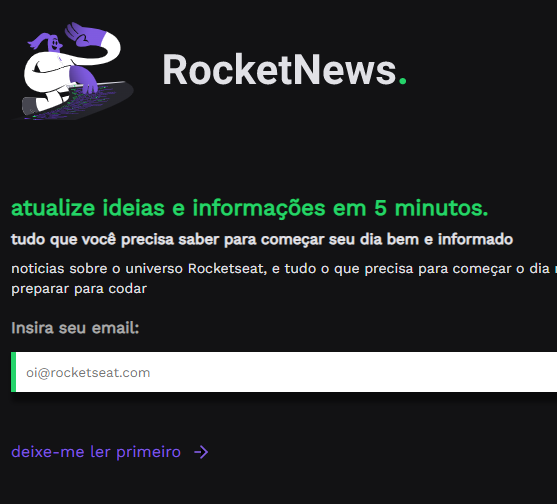 RocketNews.
atualize ideias e informações em 5 minutos.
tudo que você precisa saber para começar seu dia bem e informado
noticias sobre o universo Rocketseat, e tudo o que precisa para começar o dia
preparar para codar
Insira seu email:
oi@rocketseat.com
deixe-me ler primeiro →